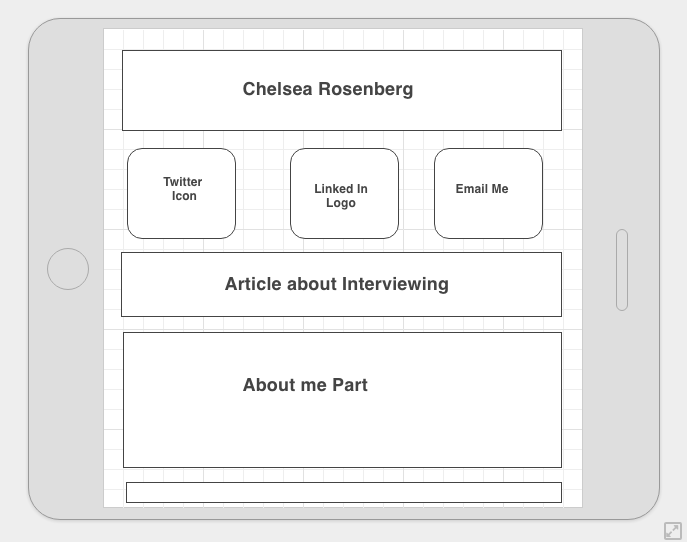 Chelsea Rosenberg
Twitter
Icon
Linked In
Logo
Email Me
Article about Interviewing
About me Part